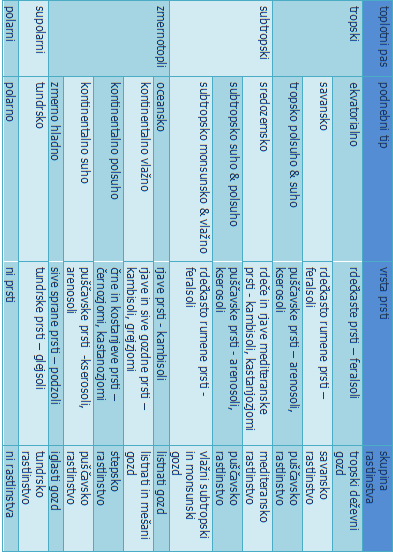 toplotni pas
podnebni tip
vrsta prsti
skupina
rastlinstva
tropski
ekvatorialno
rdečkaste prsti – feralsoli
tropski deževni
gozd
savansko
rdečkasto rumene prsti –
feralsoli
savansko
rastlinstvo
tropsko polsuho & suho
puščavske prsti – arenosoli,
kserosoli
puščavsko
rastlinstvo
subtropski
sredozemsko
rdeče in rjave mediteranske
prsti - kambisoli, kastanjozjomi
mediteransko
rastlinstvo
subtropsko suho & polsuho
puščavske prsti - arenosoli,
kserosoli
puščavsko
rastlinstvo
subtropsko monsunsko & vlažno
rdečkasto rumene prsti -
feralsoli
vlažni subtropski
in monsunski
gozd
zmernotopli
oceansko
rjave prsti - kambisoli
listnati gozd
kontinentalno vlažno
rjave in sive gozdne prsti –
kambisoli, grejzjomi
listnati in mešani
gozd
kontinentalno polsuho
črne in kostanjeve prsti –
černozjomi, kastanozjomi
stepsko
rastlinstvo
kontinentalno suho
puščavske prsti -kserosoli,
arenosoli
puščavsko
rastlinstvo
zmerno hladno
sive sprane prsti – podzoli
iglasti gozd
supolarni
tundrsko
tundrske prsti – glejsoli
tundrsko
rastlinstvo
polarni
polarno
ni prsti
ni rastlinstva